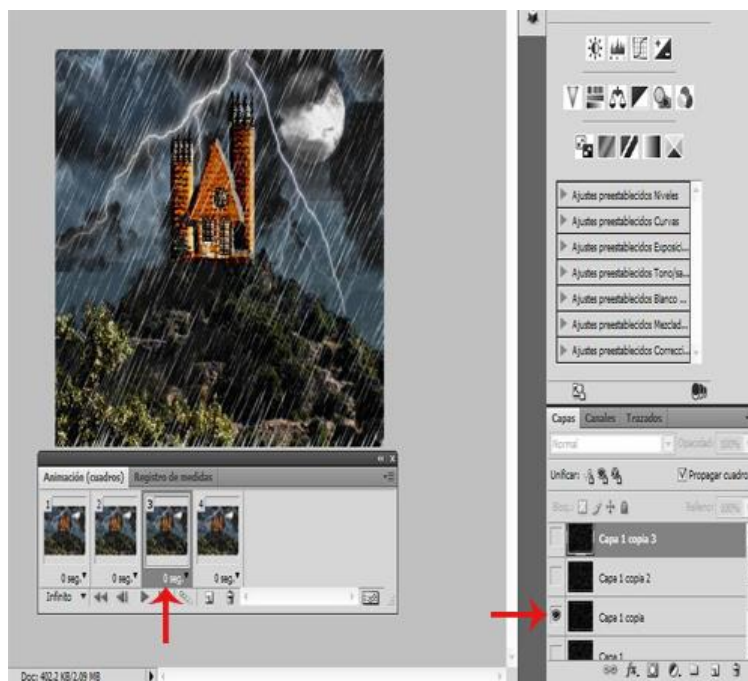 Ajustes preestablecidos Niveles
Ajustes preestablecidos Curvas
Ajustes preestablecidos Exposici...
Ajustes preestablecidos Tono/sa...
Ajustes preestablecidos Blanco ...
Ajustes preestablecidos Mezclad...
Ajustes preestablecidos Correcci...
Capas Canales Trazados
Normal Opacidad: 100%
Unificar: Propagar cuadro
Bloq.: Relleno: 100%
Capa 1 copia 3
Capa 1 copia 2
Capa 1 copia
Capa 1
fx.
Animación (cuadros) Registro de medidas
1 2 3 4
0 seg. 0 seg. 0 seg. 0 seg.
Infinito
Doc: 402,2 KB/2,09 MB